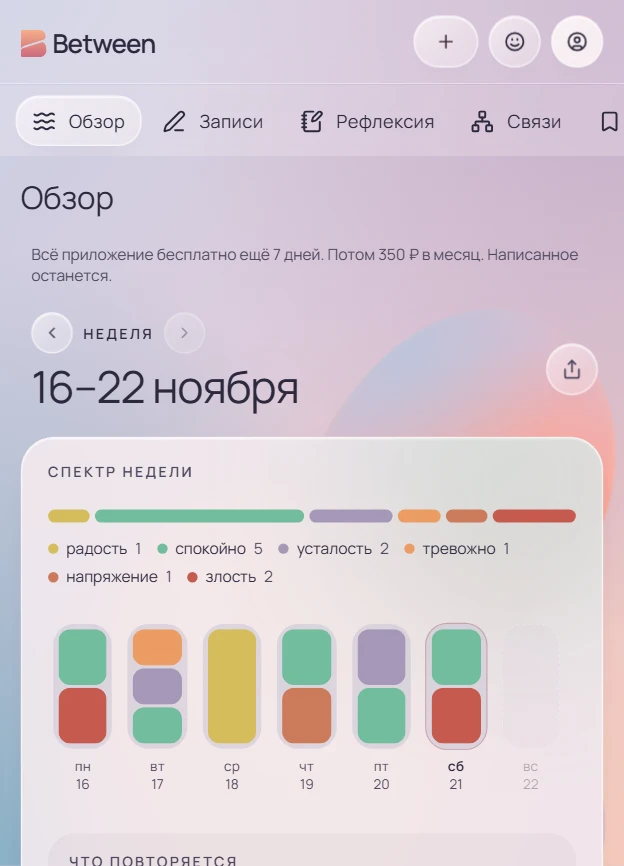 Between
Обзор
Записи
Рефлексия
Связи
Обзор
Всё приложение бесплатно ещё 7 дней. Потом 350 ₽ в месяц. Написанное
останется.
НЕДЕЛЯ
16–22 ноября
СПЕКТР НЕДЕЛИ
радость 1 спокойно 5 усталость 2 тревожно 1
напряжение 1 злость 2
пн вт ср чт пт сб вс
16 17 18 19 20 21 22
ЧТО ПОВТОРЯЕТСЯ